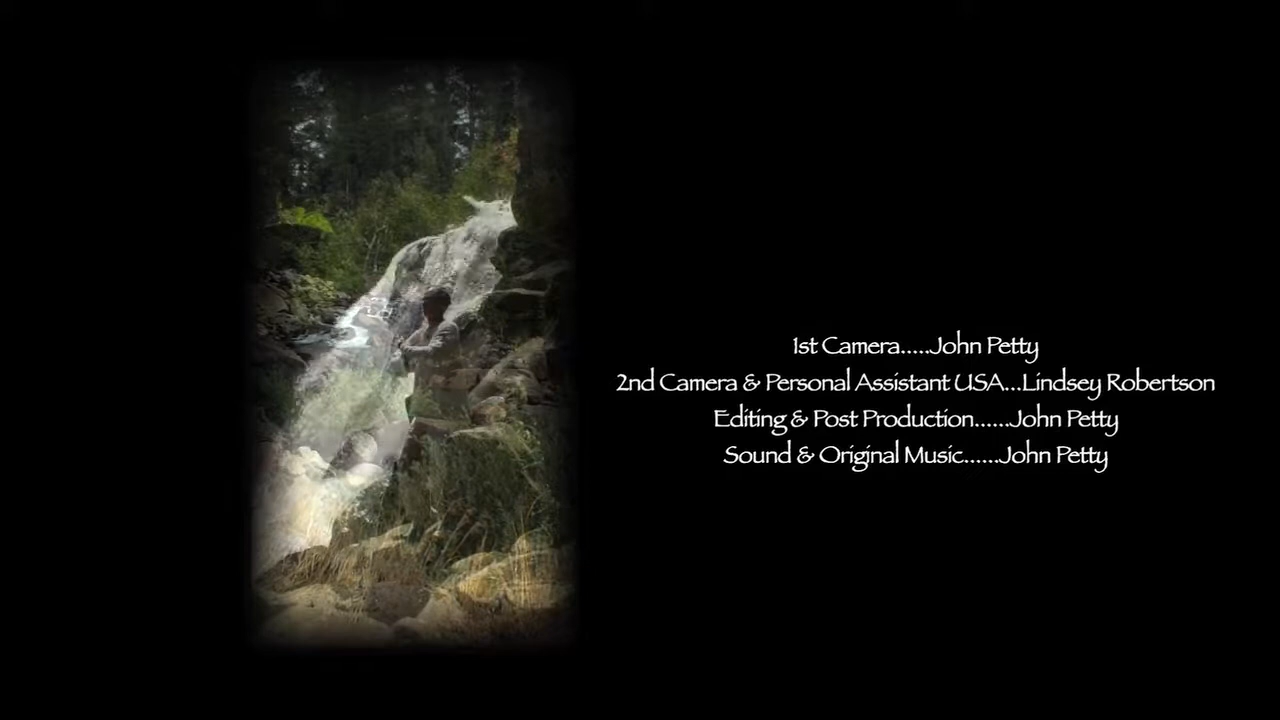 1st Camera.....John Petty
2nd Camera & Personal Assistant USA...Lindsey Robertson
Editing & Post Production......John Petty
Sound & Original Music......John Petty